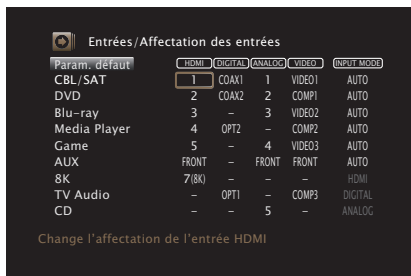 Entrées/Affectation des entrées
Param. défaut HDMI DIGITAL ANALOG VIDEO INPUT MODE
CBL/SAT 1 COAX1 1 VIDEO1 AUTO
DVD 2 COAX2 2 COMP1 AUTO
Blu-ray 3 – 3 VIDEO2 AUTO
Media Player 4 OPT2 – COMP2 AUTO
Game 5 – 4 VIDEO3 AUTO
AUX FRONT – FRONT FRONT AUTO
8K 7(8K) – – – HDMI
TV Audio – OPT1 – COMP3 DIGITAL
CD – – 5 – ANALOG
Change l'affectation de l'entrée HDMI